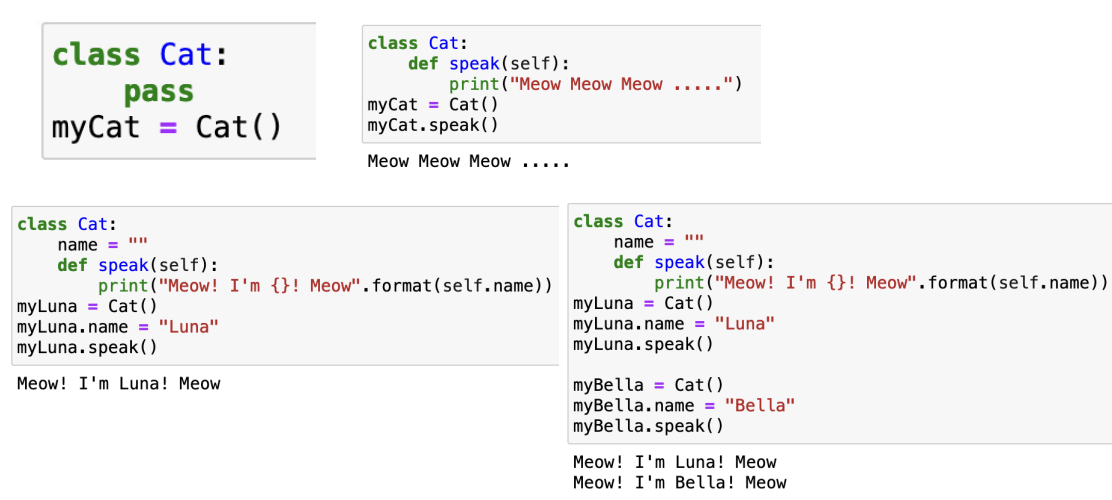 class Cat:
    pass
myCat = Cat()
class Cat:
    def speak(self):
        print("Meow Meow Meow .....")
myCat = Cat()
myCat.speak()
Meow Meow Meow .....
class Cat:
    name = ""
    def speak(self):
        print("Meow! I'm {}! Meow".format(self.name))
myLuna = Cat()
myLuna.name = "Luna"
myLuna.speak()
Meow! I'm Luna! Meow
class Cat:
    name = ""
    def speak(self):
        print("Meow! I'm {}! Meow".format(self.name))
myLuna = Cat()
myLuna.name = "Luna"
myLuna.speak()

myBella = Cat()
myBella.name = "Bella"
myBella.speak()
Meow! I'm Luna! Meow
Meow! I'm Bella! Meow